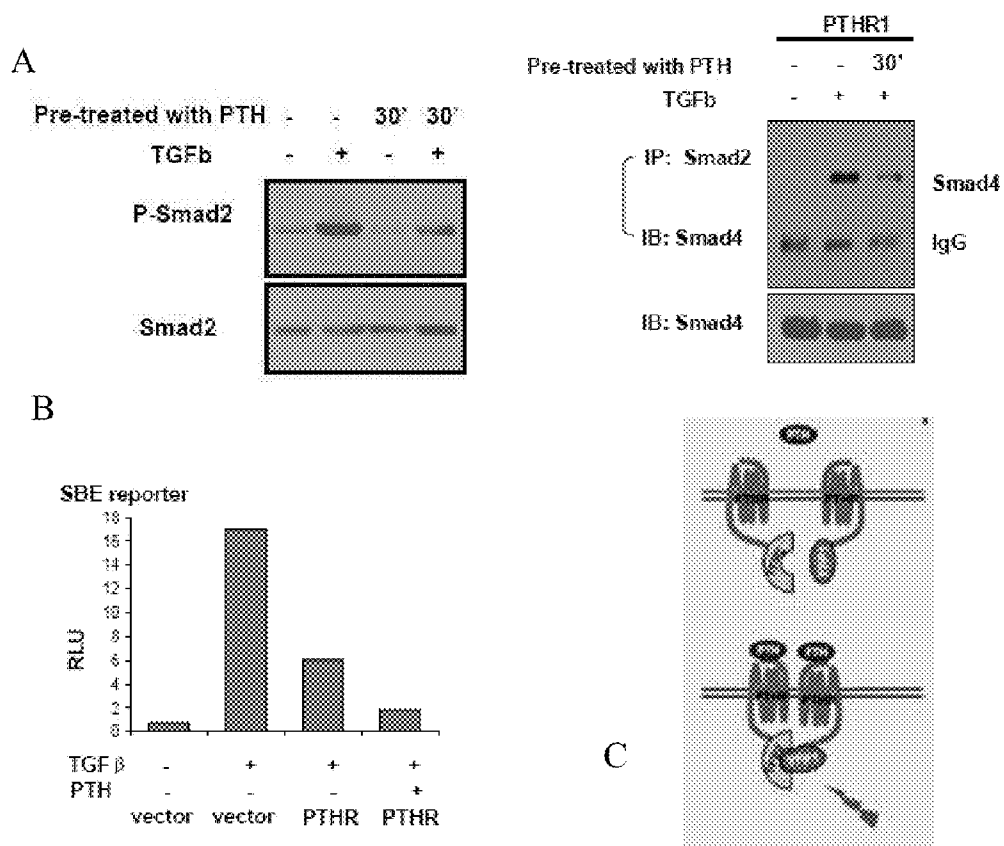 A
Pre-treated with PTH - - 30' 30'
TGFb - + - +
P-Smad2
Smad2
PTHR1
Pre-treated with PTH - - 30'
TGFb - + +
IP: Smad2
Smad4
IB: Smad4
IgG
IB: Smad4
B
SBE reporter
18
16
14
12
10
8
6
4
2
0
RLU
TGF β - + + +
PTH - - - +
vector vector PTHR PTHR
C